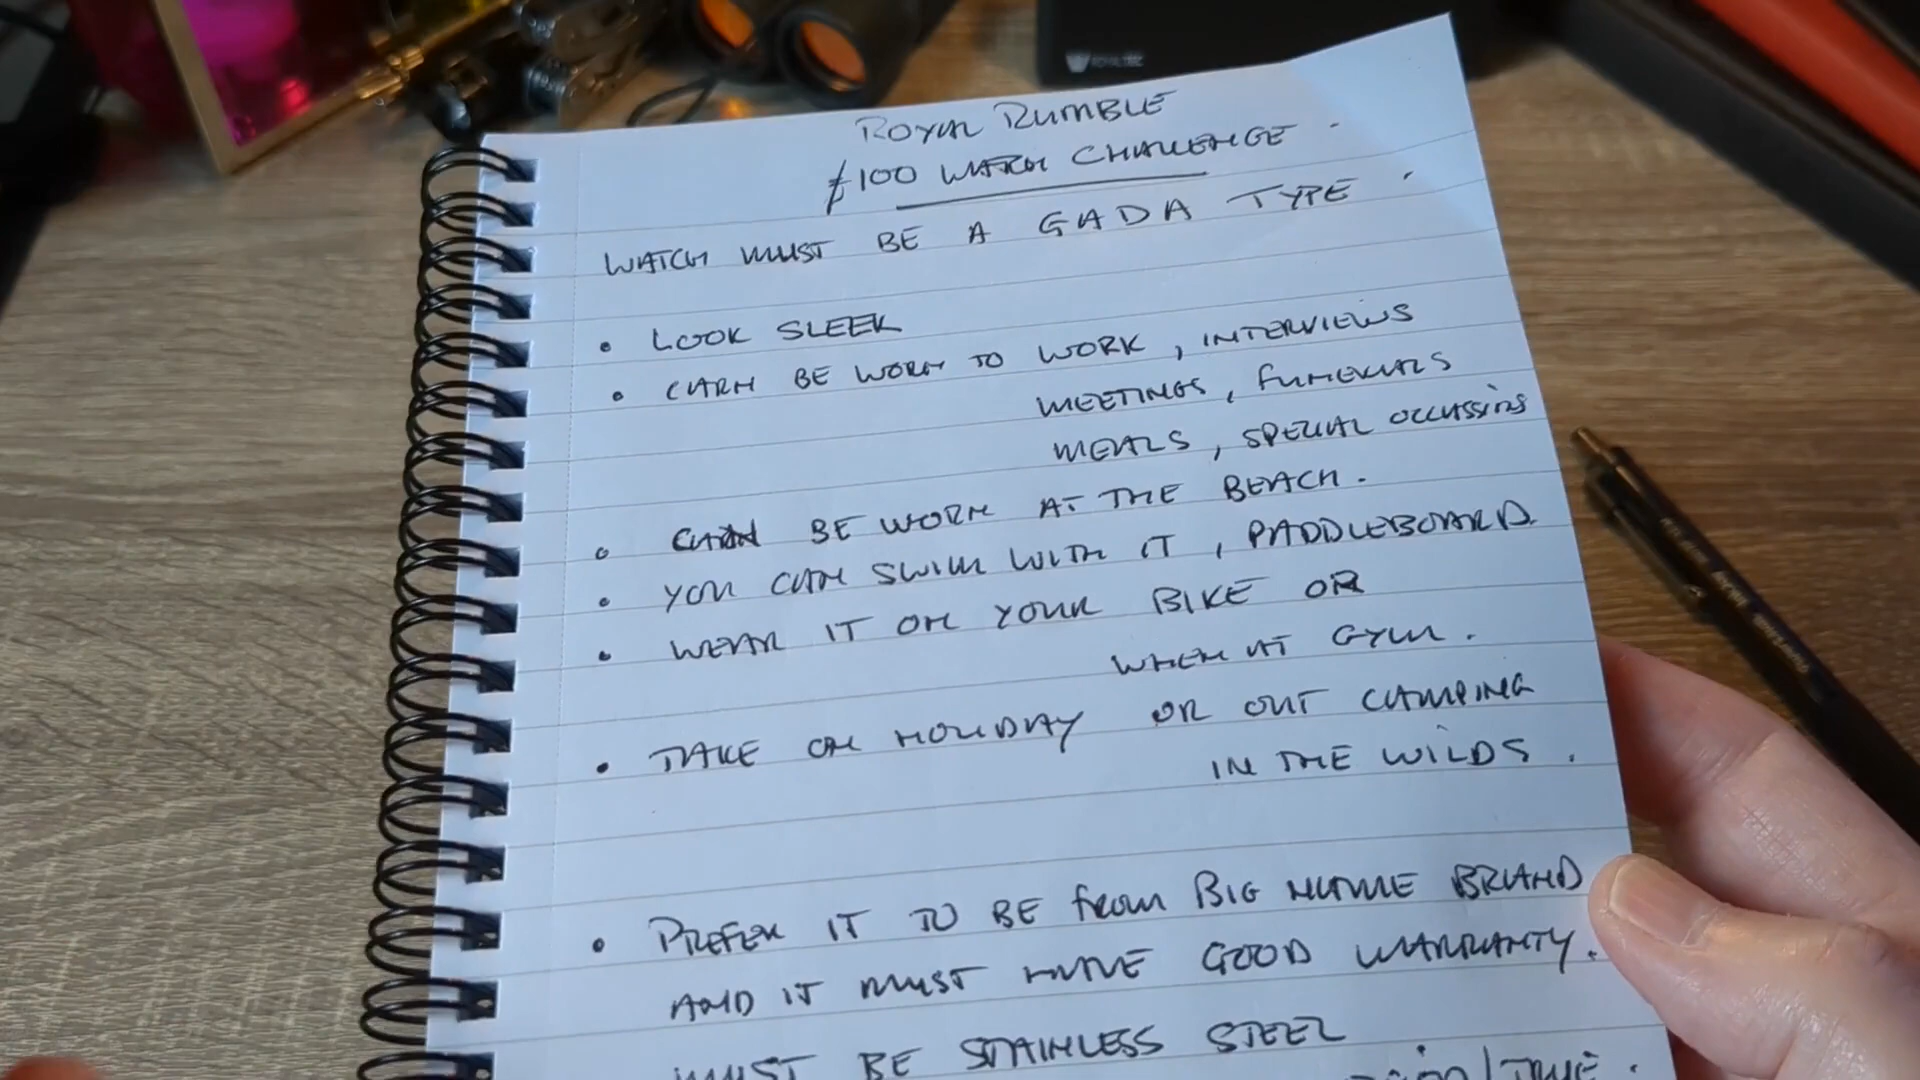 ROYAL RUMBLE
£100 WATCH CHALLENGE
WATCH MUST BE A GADA TYPE.
• LOOK SLEEK
• CAN BE WORN TO WORK, INTERVIEWS
MEETINGS, FUNERALS
MEALS, SPECIAL OCCASSINS
• CAN BE WORN AT THE BEACH.
• YOU CAN SWIM WITH IT, PADDLEBOARD.
• WEAR IT ON YOUR BIKE OR
WHEN AT GYM.
• TAKE ON HOLIDAY OR OUT CAMPING
IN THE WILDS.
• PREFER IT TO BE from BIG NAME BRAND
AND IT MUST HAVE GOOD WARRANTY.
MUST BE STAINLESS STEEL